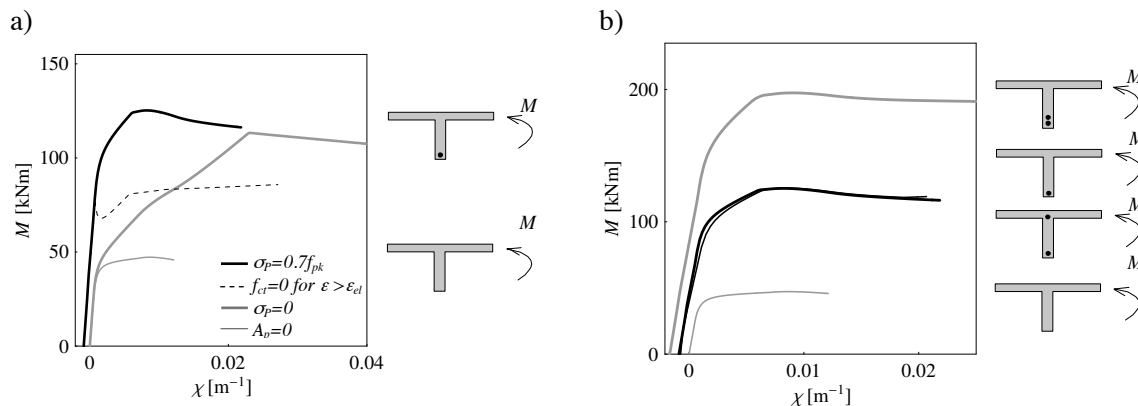 a)
150
100
50
0
M [kNm]
σP=0.7fpk
fct=0 for ε>εel
σP=0
Ap=0
0
0.02
0.04
χ [m⁻¹]
M
M
b)
200
100
0
M [kNm]
0
0.01
0.02
χ [m⁻¹]
M
M
M
M